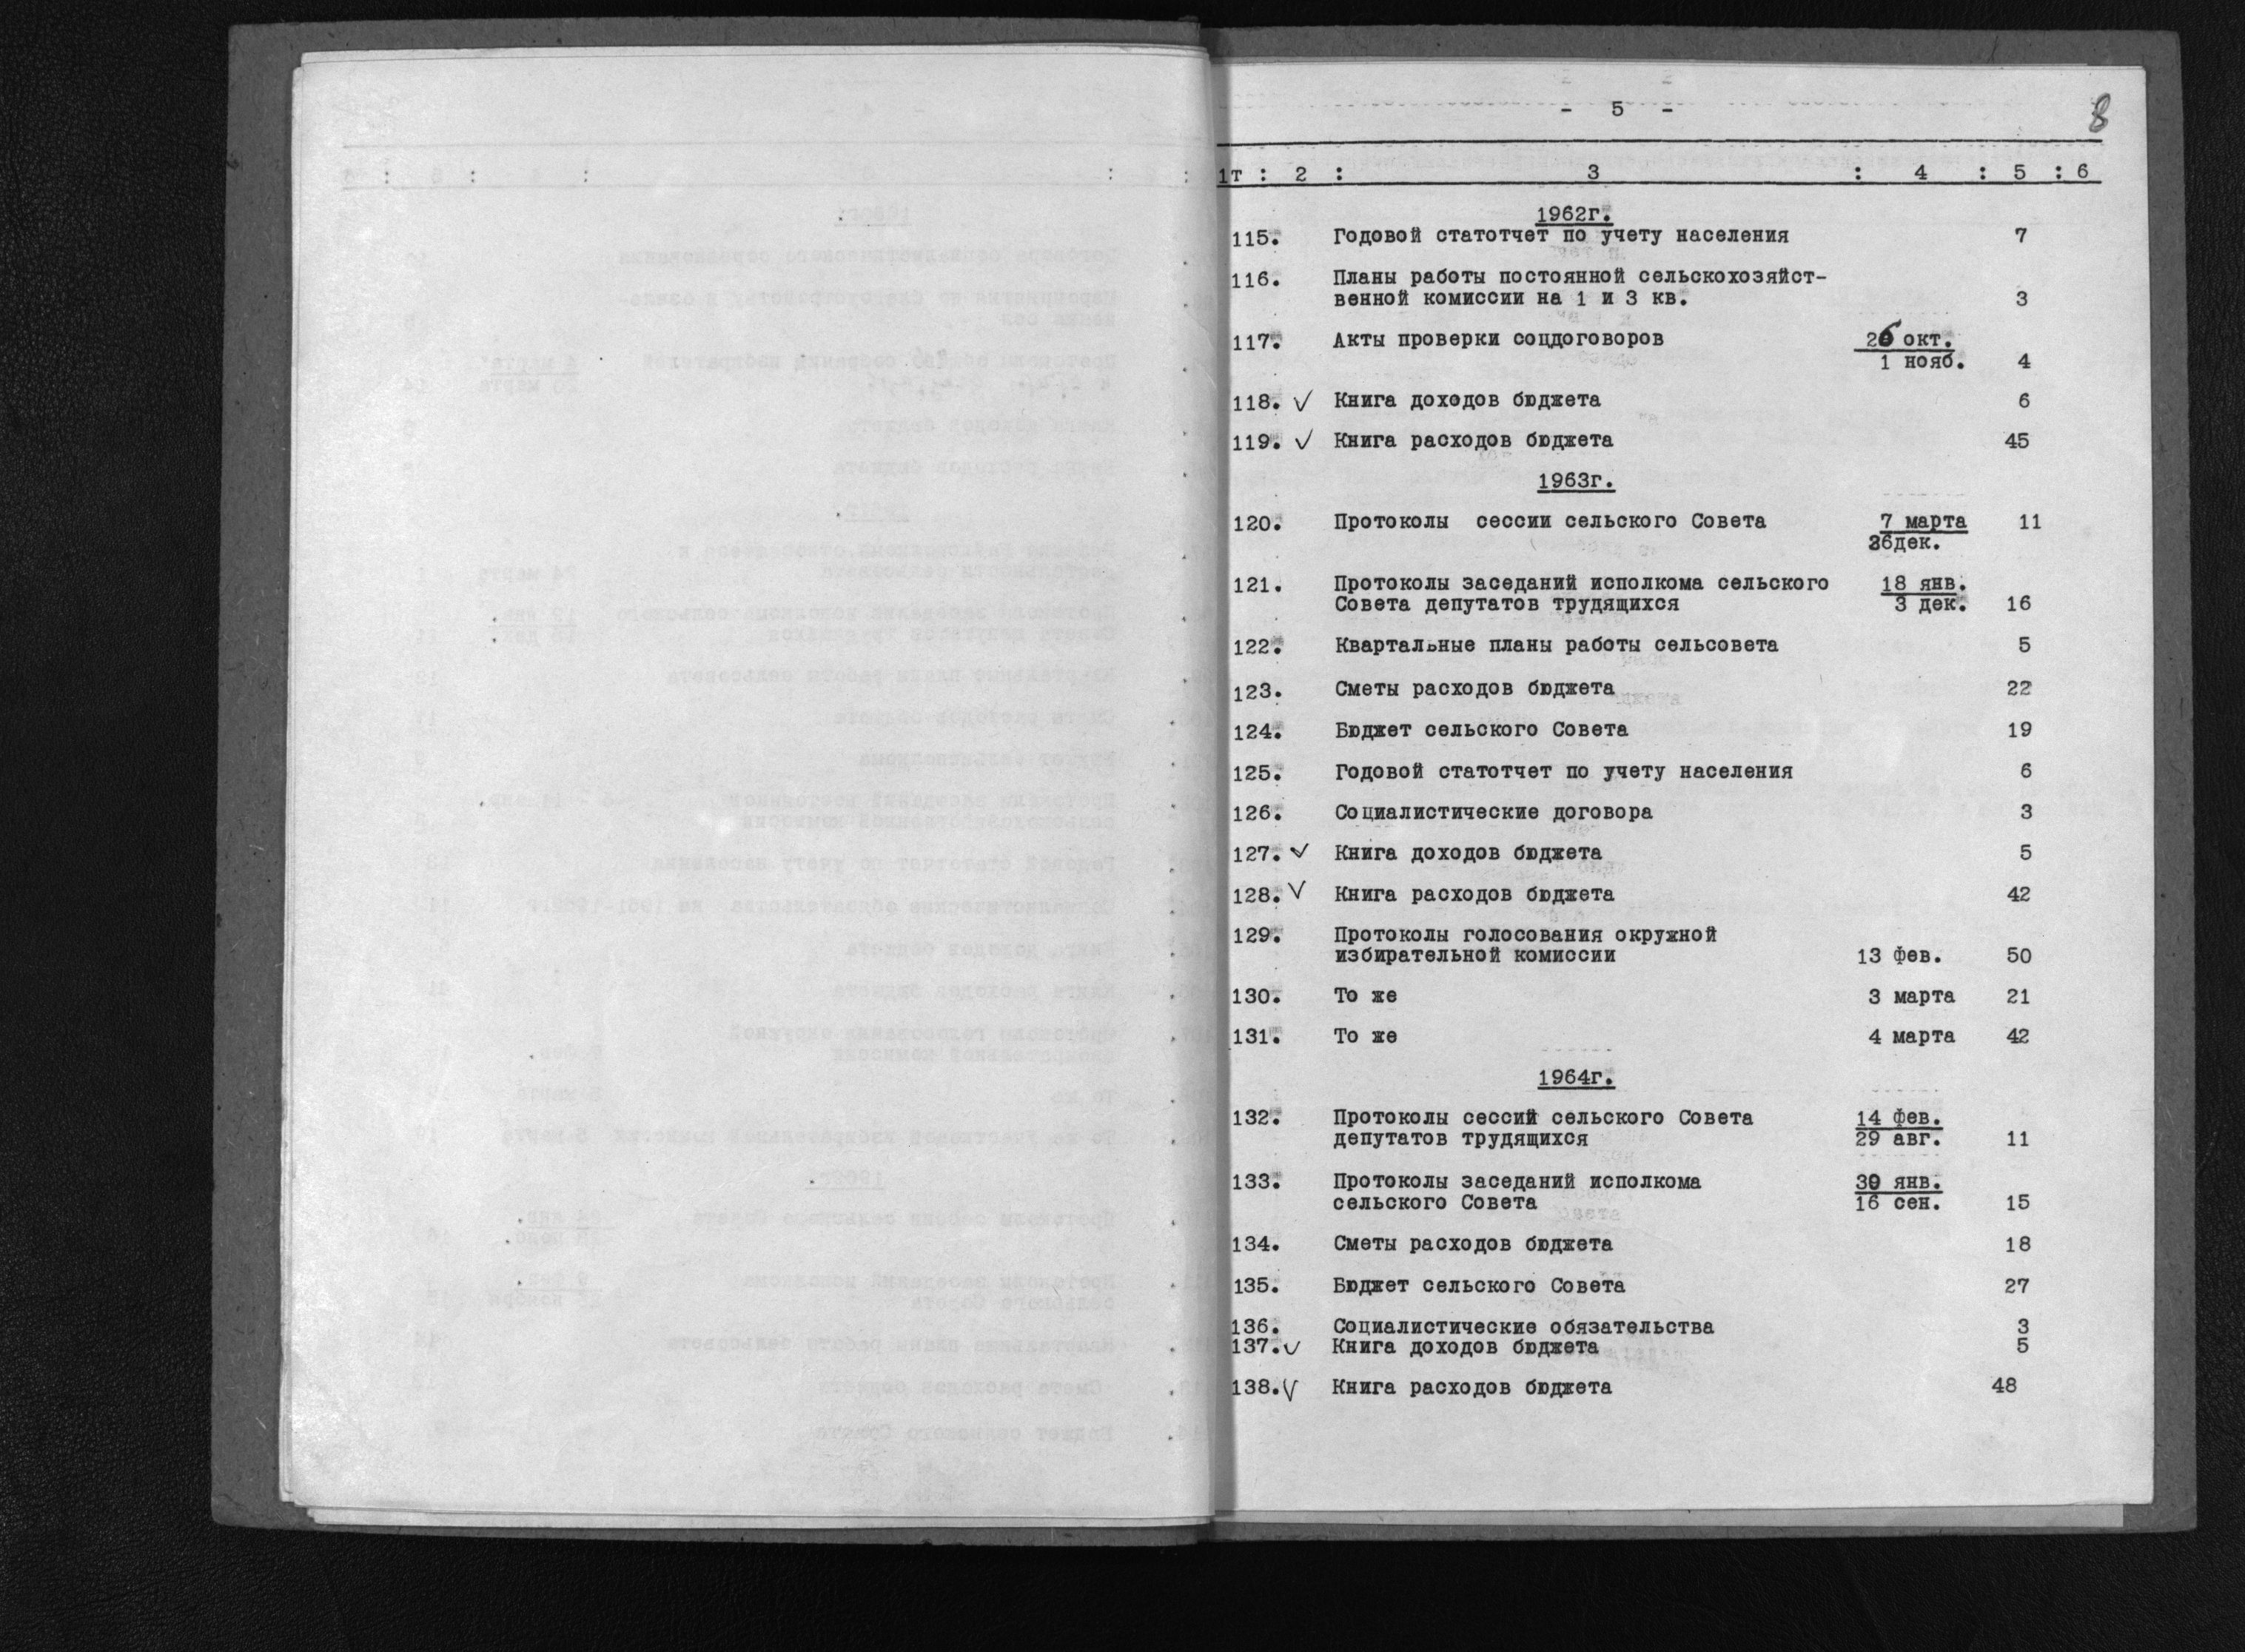 - 5 -
8
1т : 2 : 3 : 4 : 5 : 6
1962г.
115. Годовой статотчет по учету населения 7
116. Планы работы постоянной сельскохозяйст-
венной комиссии на 1 и 3 кв. 3
117. Акты проверки соцдоговоров 26 окт.
1 нояб. 4
118. √ Книга доходов бюджета 6
119. √ Книга расходов бюджета 45
1963г.
120. Протоколы сессии сельского Совета 7 марта 11
26дек.
121. Протоколы заседаний исполкома сельского 18 янв.
Совета депутатов трудящихся 3 дек. 16
122. Квартальные планы работы сельсовета 5
123. Сметы расходов бюджета 22
124. Бюджет сельского Совета 19
125. Годовой статотчет по учету населения 6
126. Социалистические договора 3
127. √ Книга доходов бюджета 5
128. √ Книга расходов бюджета 42
129. Протоколы голосования окружной
избирательной комиссии 13 фев. 50
130. То же 3 марта 21
131. То же 4 марта 42
1964г.
132. Протоколы сессий сельского Совета 14 фев.
депутатов трудящихся 29 авг. 11
133. Протоколы заседаний исполкома 30 янв.
сельского Совета 16 сен. 15
134. Сметы расходов бюджета 18
135. Бюджет сельского Совета 27
136. Социалистические обязательства 3
137. √ Книга доходов бюджета 5
138. √ Книга расходов бюджета 48